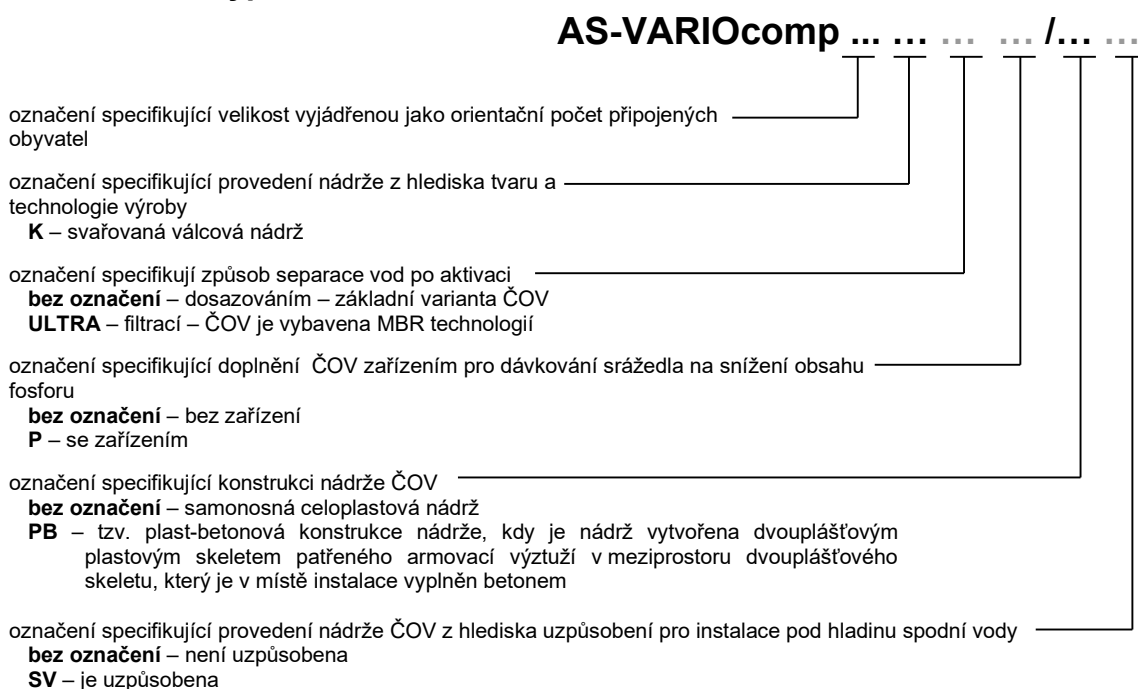 AS-VARIOcomp ... ... ... ... /... ...
označení specifikující velikost vyjádřenou jako orientační počet připojených
obyvatel
označení specifikující provedení nádrže z hlediska tvaru a
technologie výroby
K – svařovaná válcová nádrž
označení specifikují způsob separace vod po aktivaci
bez označení – dosazováním – základní varianta ČOV
ULTRA – filtrací – ČOV je vybavena MBR technologií
označení specifikující doplnění ČOV zařízením pro dávkování srážedla na snížení obsahu
fosforu
bez označení – bez zařízení
P – se zařízením
označení specifikující konstrukci nádrže ČOV
bez označení – samonosná celoplastová nádrž
PB – tzv. plast-betonová konstrukce nádrže, kdy je nádrž vytvořena dvouplášťovým
plastovým skeletem patřeného armovací výztuží v meziprostoru dvouplášťového
skeletu, který je v místě instalace vyplněn betonem
označení specifikující provedení nádrže ČOV z hlediska uzpůsobení pro instalace pod hladinu spodní vody
bez označení – není uzpůsobena
SV – je uzpůsobena